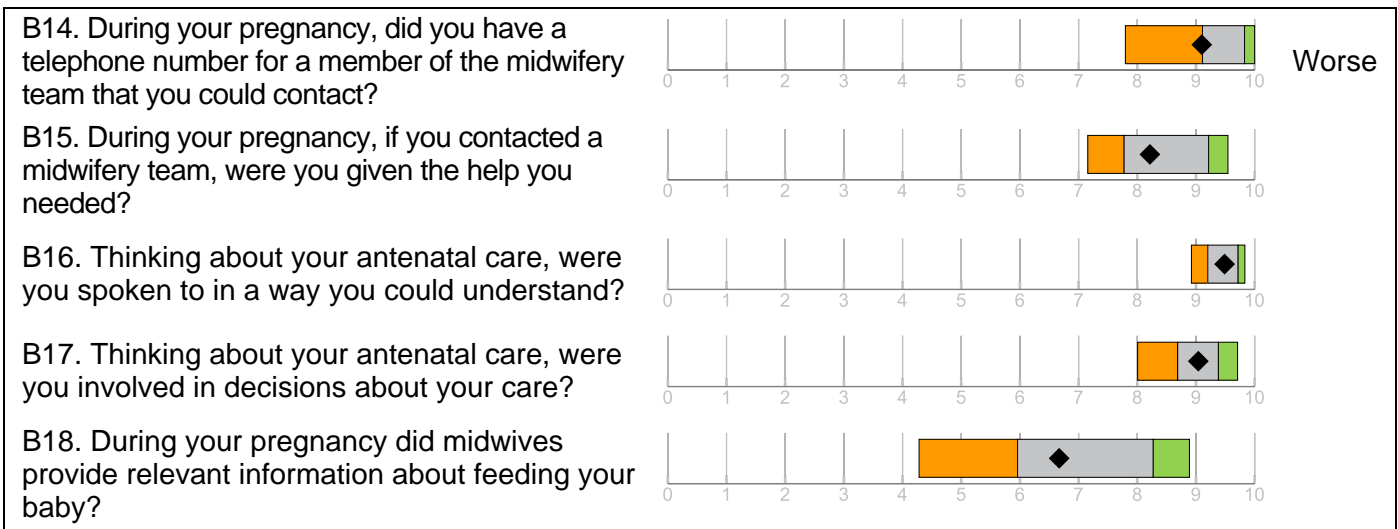 B14. During your pregnancy, did you have a
telephone number for a member of the midwifery
team that you could contact?
0 1 2 3 4 5 6 7 8 9 10
Worse
B15. During your pregnancy, if you contacted a
midwifery team, were you given the help you
needed?
0 1 2 3 4 5 6 7 8 9 10
B16. Thinking about your antenatal care, were
you spoken to in a way you could understand?
0 1 2 3 4 5 6 7 8 9 10
B17. Thinking about your antenatal care, were
you involved in decisions about your care?
0 1 2 3 4 5 6 7 8 9 10
B18. During your pregnancy did midwives
provide relevant information about feeding your
baby?
0 1 2 3 4 5 6 7 8 9 10